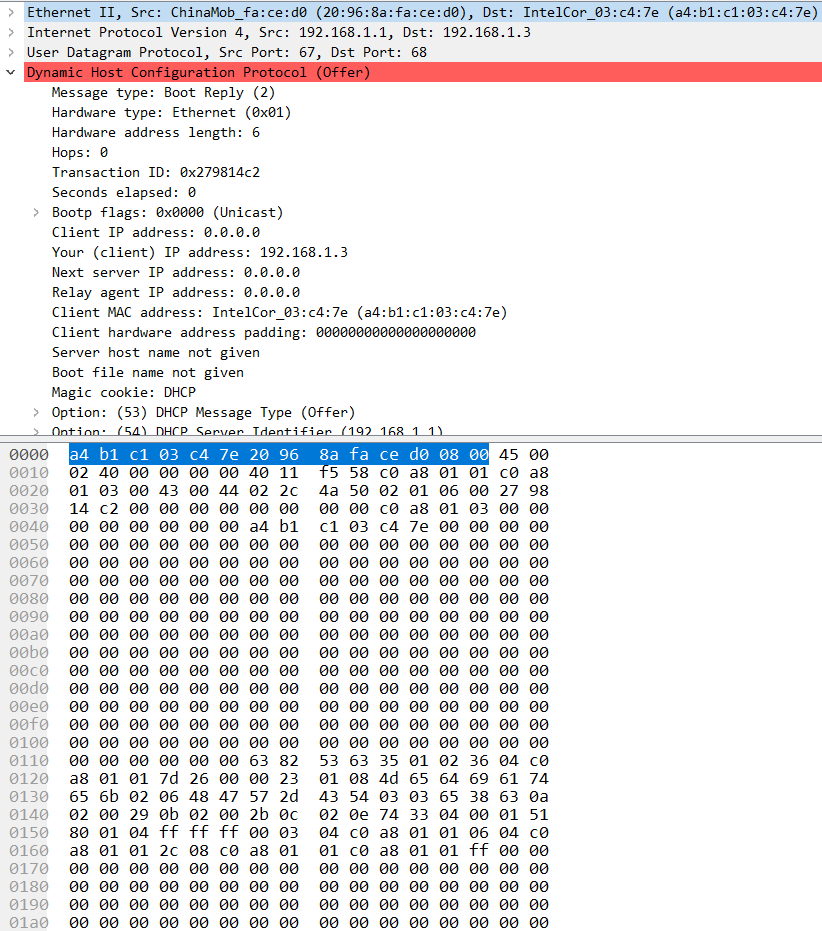 Ethernet II, Src: ChinaMob_fa:ce:d0 (20:96:8a:fa:ce:d0), Dst: IntelCor_03:c4:7e (a4:b1:c1:03:c4:7e)
Internet Protocol Version 4, Src: 192.168.1.1, Dst: 192.168.1.3
User Datagram Protocol, Src Port: 67, Dst Port: 68
Dynamic Host Configuration Protocol (Offer)
Message type: Boot Reply (2)
Hardware type: Ethernet (0x01)
Hardware address length: 6
Hops: 0
Transaction ID: 0x279814c2
Seconds elapsed: 0
Bootp flags: 0x0000 (Unicast)
Client IP address: 0.0.0.0
Your (client) IP address: 192.168.1.3
Next server IP address: 0.0.0.0
Relay agent IP address: 0.0.0.0
Client MAC address: IntelCor_03:c4:7e (a4:b1:c1:03:c4:7e)
Client hardware address padding: 00000000000000000000
Server host name not given
Boot file name not given
Magic cookie: DHCP
Option: (53) DHCP Message Type (Offer)
Option: (54) DHCP Server Identifier (192.168.1.1)
0000 a4 b1 c1 03 c4 7e 20 96 8a fa ce d0 08 00 45 00
0010 02 40 00 00 00 00 40 11 f5 58 c0 a8 01 01 c0 a8
0020 01 03 00 43 00 44 02 2c 4a 50 02 01 06 00 27 98
0030 14 c2 00 00 00 00 00 00 00 00 c0 a8 01 03 00 00
0040 00 00 00 00 00 00 a4 b1 c1 03 c4 7e 00 00 00 00
0050 00 00 00 00 00 00 00 00 00 00 00 00 00 00 00 00
0060 00 00 00 00 00 00 00 00 00 00 00 00 00 00 00 00
0070 00 00 00 00 00 00 00 00 00 00 00 00 00 00 00 00
0080 00 00 00 00 00 00 00 00 00 00 00 00 00 00 00 00
0090 00 00 00 00 00 00 00 00 00 00 00 00 00 00 00 00
00a0 00 00 00 00 00 00 00 00 00 00 00 00 00 00 00 00
00b0 00 00 00 00 00 00 00 00 00 00 00 00 00 00 00 00
00c0 00 00 00 00 00 00 00 00 00 00 00 00 00 00 00 00
00d0 00 00 00 00 00 00 00 00 00 00 00 00 00 00 00 00
00e0 00 00 00 00 00 00 00 00 00 00 00 00 00 00 00 00
00f0 00 00 00 00 00 00 00 00 00 00 00 00 00 00 00 00
0100 00 00 00 00 00 00 00 00 00 00 00 00 00 00 00 00
0110 00 00 00 00 00 00 63 82 53 63 35 01 02 36 04 c0
0120 a8 01 01 7d 26 00 00 23 01 08 4d 65 64 69 61 74
0130 65 6b 02 06 48 47 57 2d 43 54 03 03 65 38 63 0a
0140 02 00 29 0b 02 00 2b 0c 02 0e 74 33 04 00 01 51
0150 80 01 04 ff ff ff 00 03 04 c0 a8 01 01 06 04 c0
0160 a8 01 01 2c 08 c0 a8 01 01 c0 a8 01 01 ff 00 00
0170 00 00 00 00 00 00 00 00 00 00 00 00 00 00 00 00
0180 00 00 00 00 00 00 00 00 00 00 00 00 00 00 00 00
0190 00 00 00 00 00 00 00 00 00 00 00 00 00 00 00 00
01a0 00 00 00 00 00 00 00 00 00 00 00 00 00 00 00 00